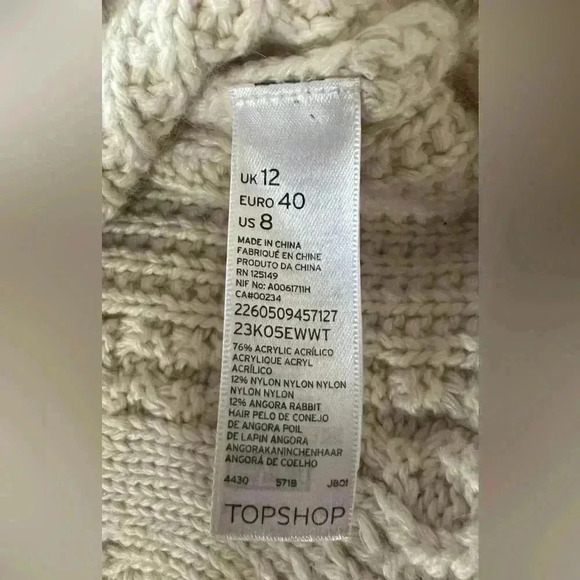 UK 12
EURO 40
US 8
MADE IN CHINA
FABRIQUÉ EN CHINE
PRODUTO DA CHINA
RN 125149
NIF No: A0061711H
CA#00234
2260509457127
23K05EWWT
76% ACRYLIC ACRÍLICO
ACRYLIQUE ACRYL
ACRÍLICO
12% NYLON NYLON NYLON
NYLON NYLON
12% ANGORA RABBIT
HAIR PELO DE CONEJO
DE ANGORA POIL
DE LAPIN ANGORA
ANGORAKANINCHENHAAR
ANGORÁ DE COELHO
4430 571B JB01
TOPSHOP